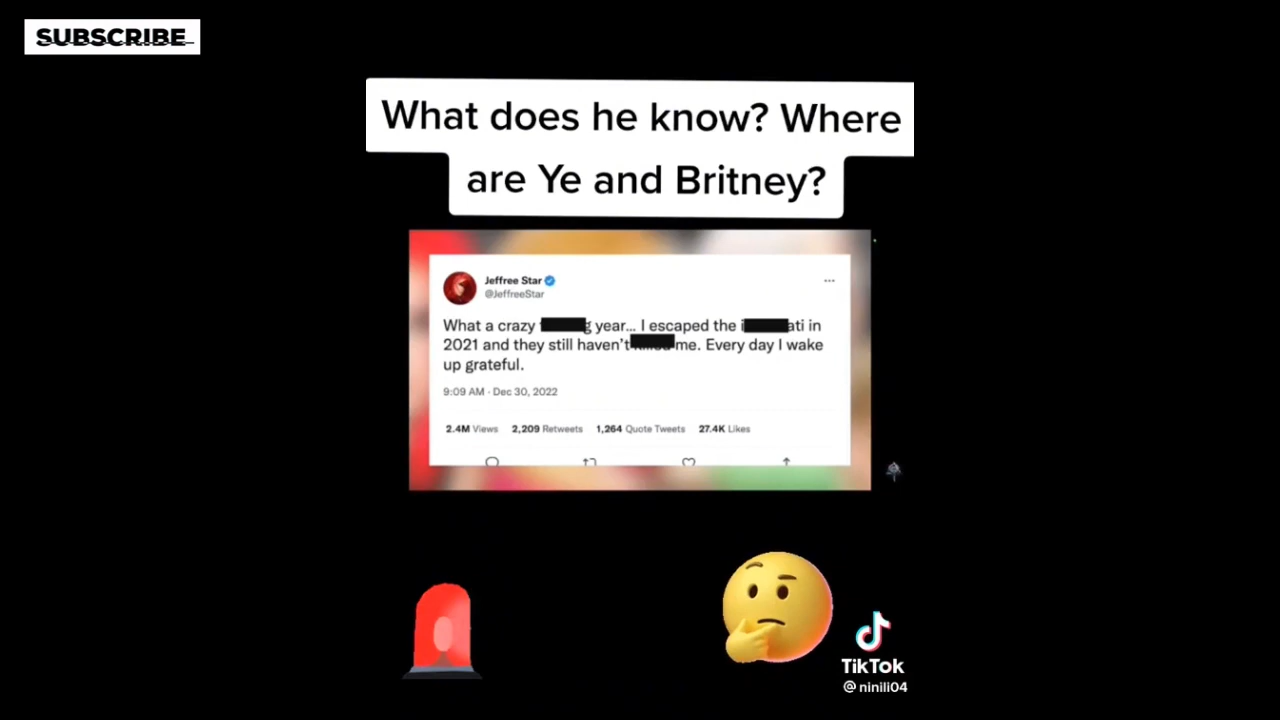 SUBSCRIBE
What does he know? Where
are Ye and Britney?
Jeffree Star
@JeffreeStar
What a crazy g year... I escaped the i ati in
2021 and they still haven't me. Every day I wake
up grateful.
9:09 AM · Dec 30, 2022
2.4M Views 2,209 Retweets 1,264 Quote Tweets 27.4K Likes
TikTok
@ninili04